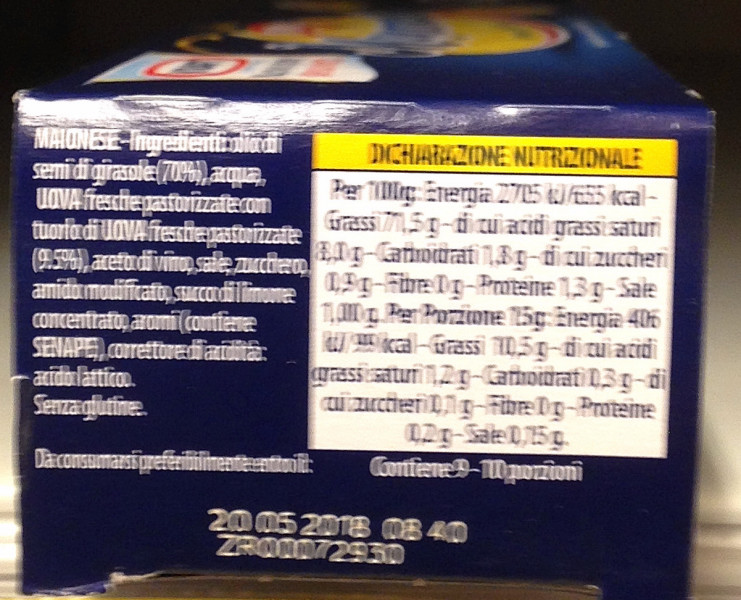 MAIONESE - Ingredienti: olio di
semi di girasole (70%), acqua,
UOVA fresche pastorizzate con
tuorlo di UOVA fresche pastorizzate
(9.5%), aceto di vino, sale, zucchero,
amido modificato, succo di limone
concentrato, aromi (contiene
SENAPE), correttore di acidità:
acido lattico.
Senza glutine.
Da consumarsi preferibilmente entro il:
DICHIARAZIONE NUTRIZIONALE
Per 100g: Energia 2705 kJ/655 kcal -
Grassi 71,5 g - di cui acidi grassi saturi
8,0 g - Carboidrati 1,8 g - di cui zuccheri
0,9 g - Fibre 0 g - Proteine 1,3 g - Sale
1,00 g. Per Porzione 15g: Energia 406
kJ/ 99 kcal - Grassi 10,5 g - di cui acidi
grassi saturi 1,2 g - Carboidrati 0,3 g - di
cui zuccheri 0,1 g - Fibre 0 g - Proteine
0,2 g - Sale 0,15 g.
Contiene 9 - 10 porzioni
20 05 2018 08 40
ZR000072930